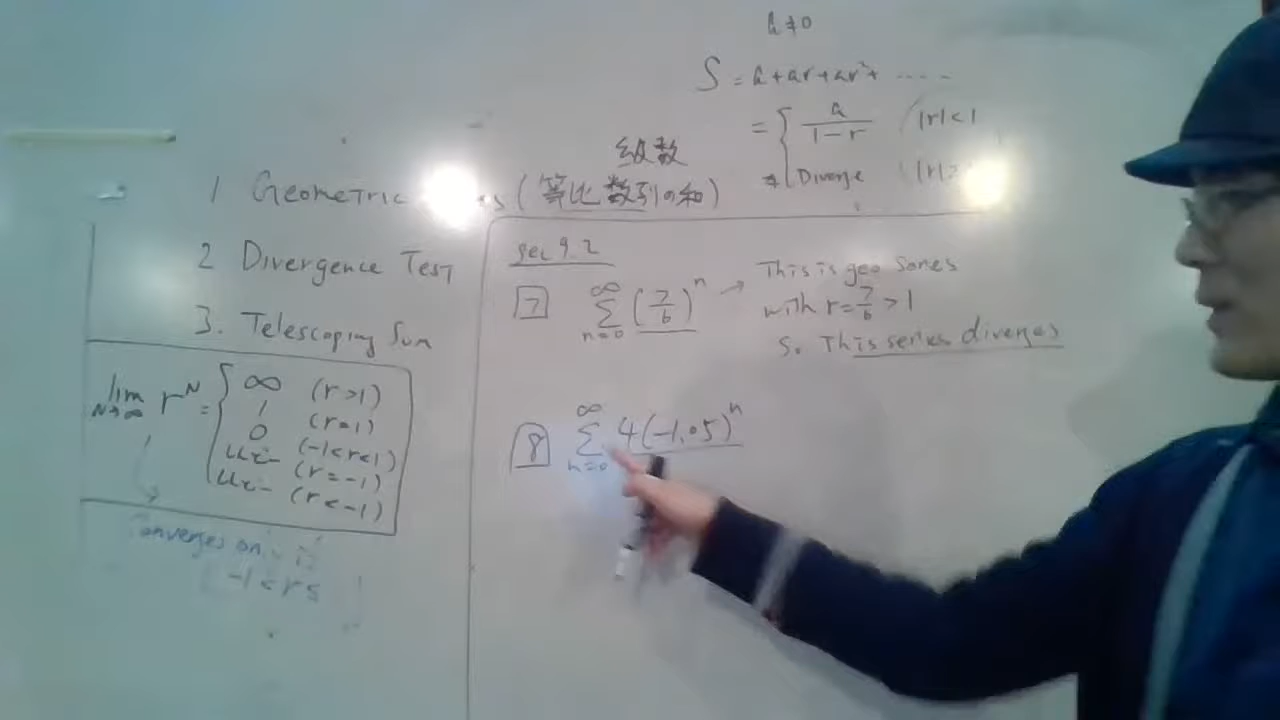 a ≠ 0
S = a + ar + ar² + ‥‥
= { a/(1-r) (|r| < 1
Diverge
级数
1 Geometric (等比数列の和)
2 Divergence Test
3. Telescoping Sum
lim N→∞ r^N = { ∞ (r > 1)
1 (r = 1)
0 (-1 < r < 1)
(r = -1)
(r < -1)
Converges
-1 < r ≤
Sec 9.2
7 ∞ Σ n=0 (7/6)^n → This is geo series
with r = 7/6 > 1
So This series diverges
8 ∞ Σ n=0 4(-1.05)^n